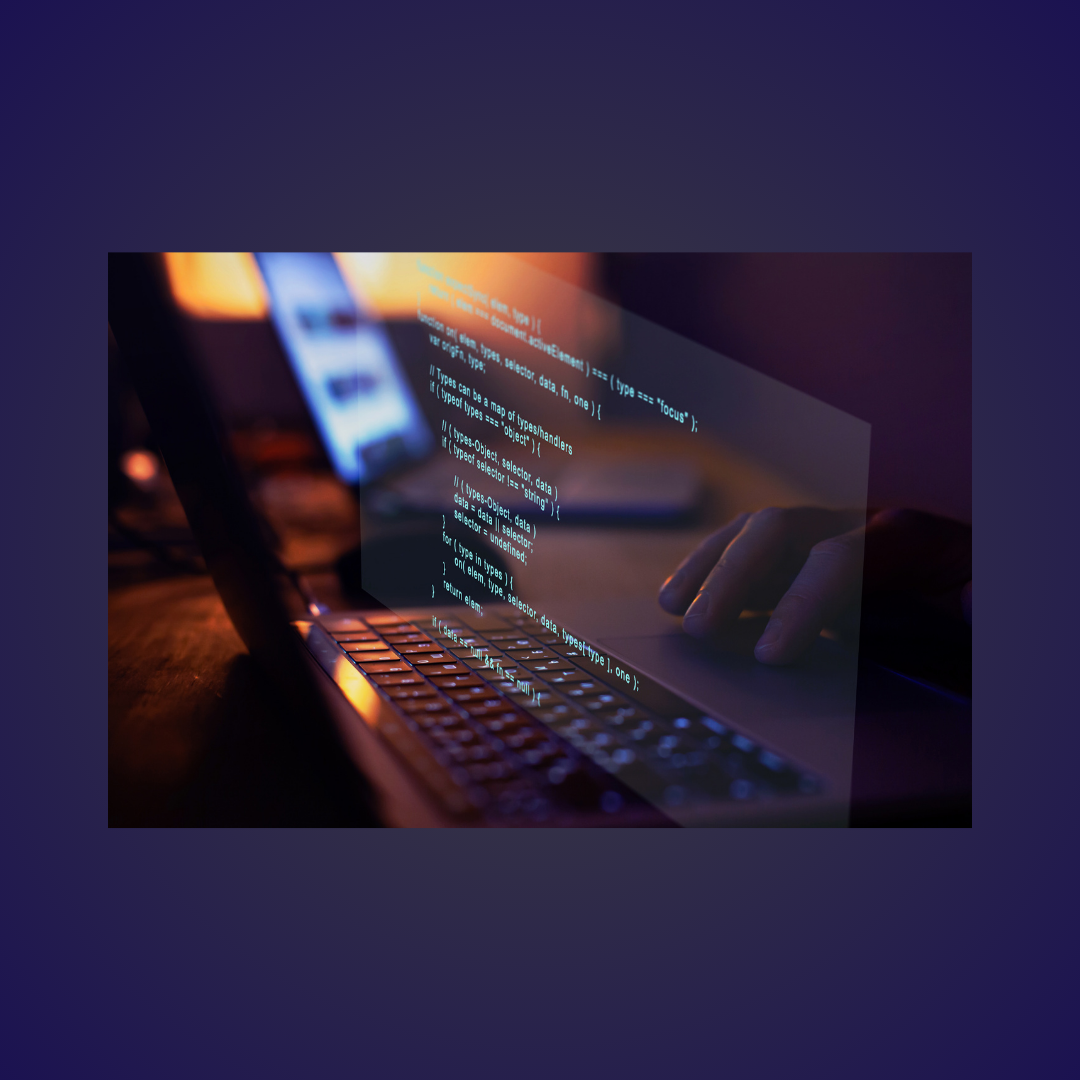 elem, type ) {
=== document.activeElement ) === ( type === "focus" );
}
function on( elem, types, selector, data, fn, one ) {
var origFn, type;
// Types can be a map of types/handlers
if ( typeof types === "object" ) {
// ( types-Object, selector, data )
if ( typeof selector !== "string" ) {
// ( types-Object, data )
data = data || selector;
selector = undefined;
}
for ( type in types ) {
on( elem, type, selector, data, types[ type ], one );
}
return elem;
}
if ( data == null && fn == null ) {